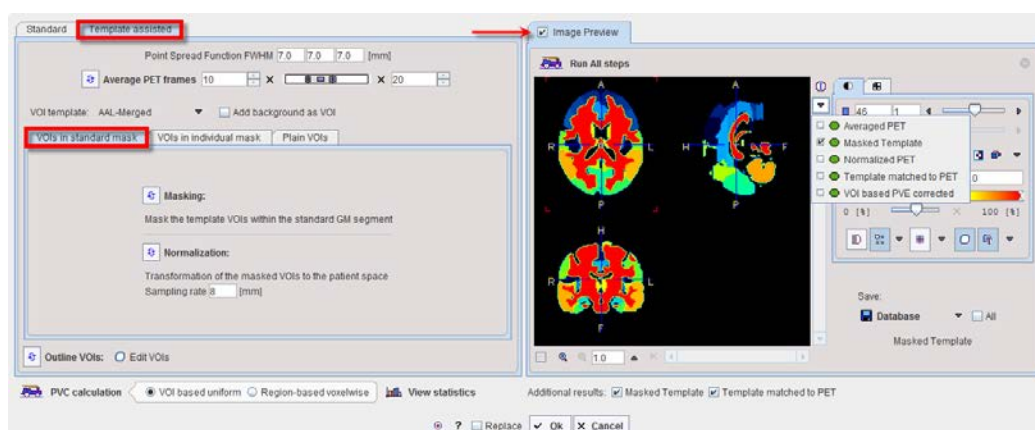 Standard Template assisted
Point Spread Function FWHM 7.0 7.0 7.0 [mm]
Average PET frames 10 X X 20
VOI template: AAL-Merged Add background as VOI
VOIs in standard mask VOIs in individual mask Plain VOIs
Masking:
Mask the template VOIs within the standard GM segment
Normalization:
Transformation of the masked VOIs to the patient space
Sampling rate 8 [mm]
Outline VOIs: Edit VOIs
PVC calculation VOI based uniform Region-based voxelwise View statistics
Image Preview
Run All steps
A A
R L H F
P P
H
R L
F
1.0
46 1
Averaged PET
Masked Template
Normalized PET
Template matched to PET
VOI based PVE corrected
0
0 [%] 100 [%]
Save:
Database All
Masked Template
Additional results: Masked Template Template matched to PET
? Replace Ok Cancel